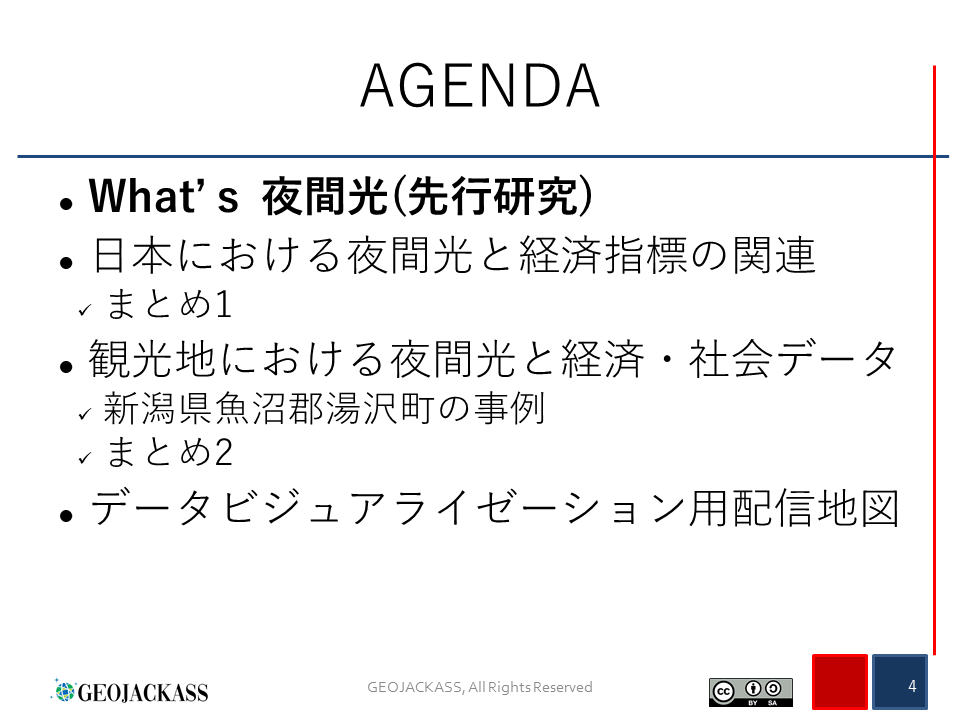 AGENDA
What’s 夜間光(先行研究)
日本における夜間光と経済指標の関連
まとめ1
観光地における夜間光と経済・社会データ
新潟県魚沼郡湯沢町の事例
まとめ2
データビジュアライゼーション用配信地図
GEOJACKASS
GEOJACKASS, All Rights Reserved
cc BY SA
4